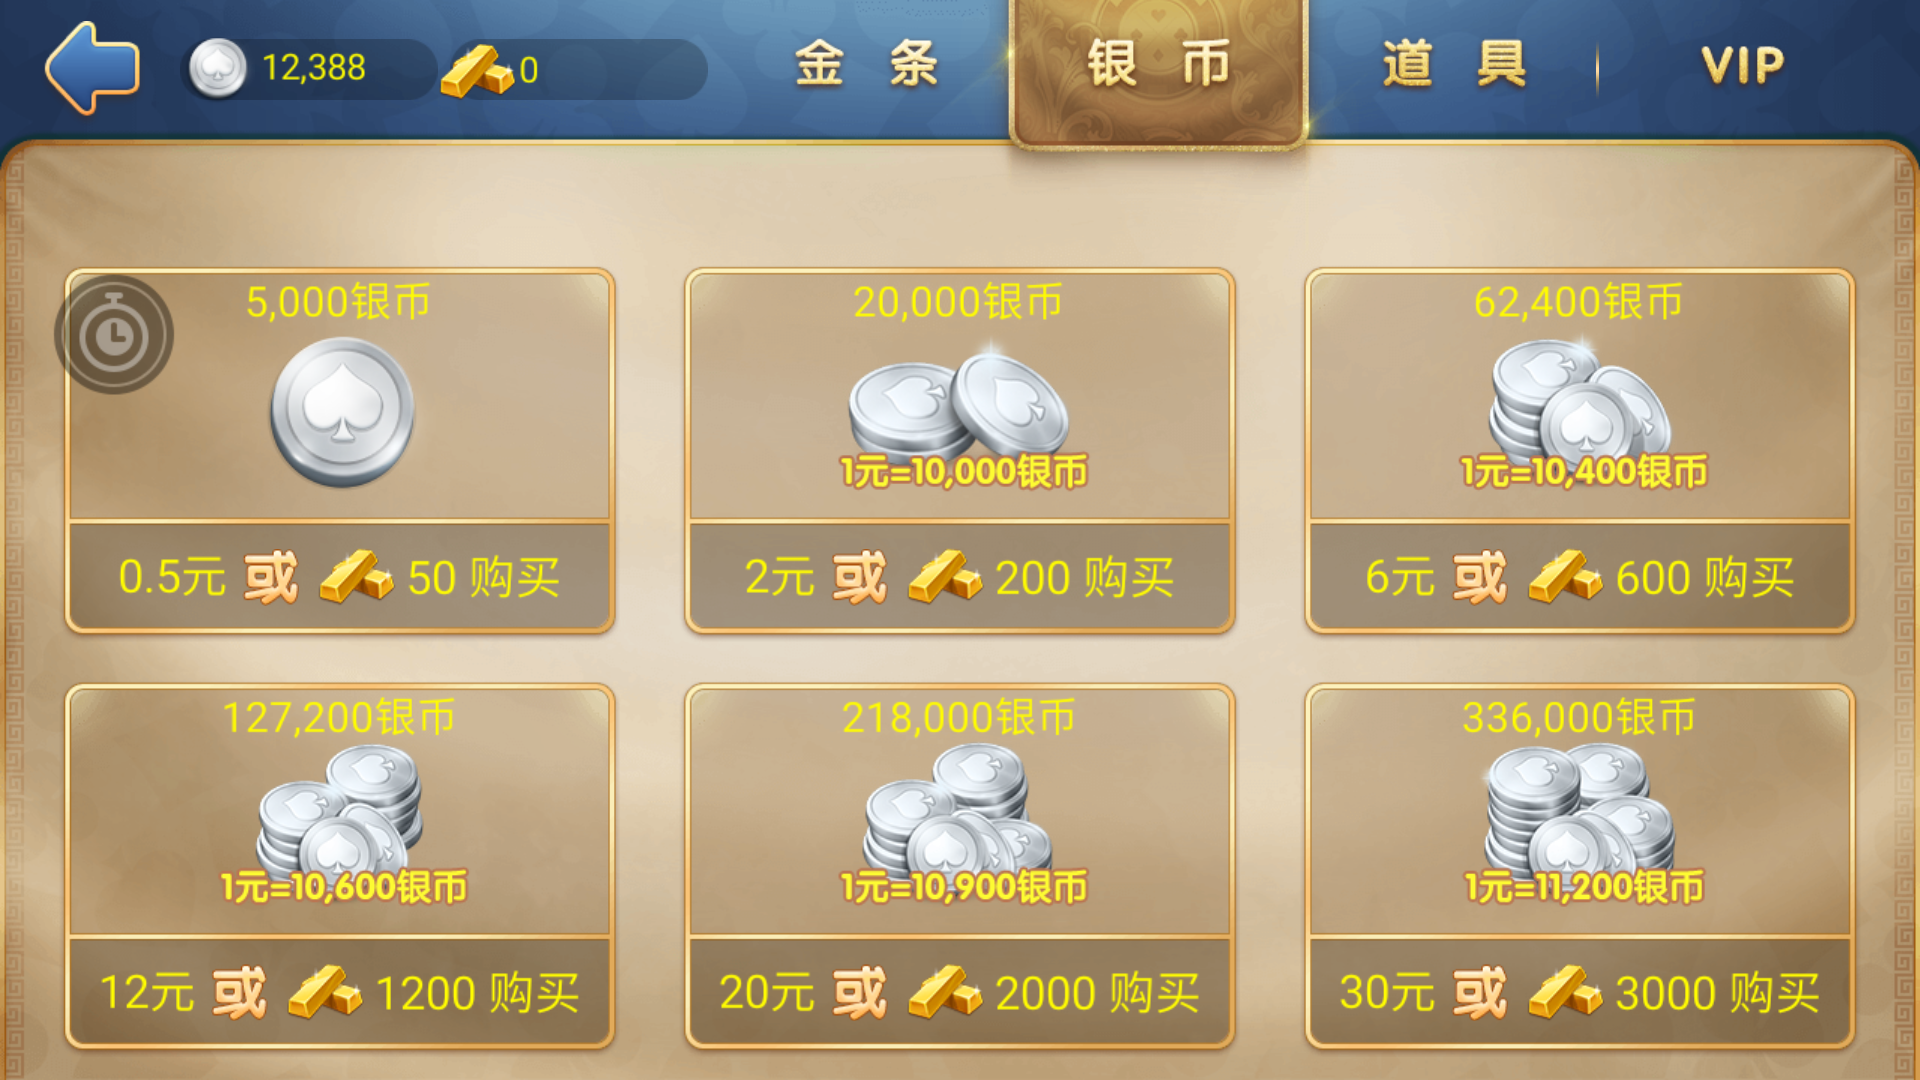 12,388 0 金条 银币 道具 VIP
5,000银币 20,000银币 62,400银币
1元=10,000银币 1元=10,400银币
0.5元 或 50 购买 2元 或 200 购买 6元 或 600 购买
127,200银币 218,000银币 336,000银币
1元=10,600银币 1元=10,900银币 1元=11,200银币
12元 或 1200 购买 20元 或 2000 购买 30元 或 3000 购买